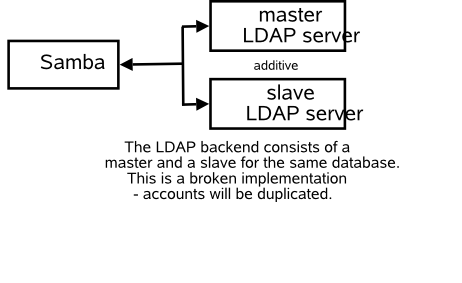 master
LDAP server
Samba
additive
slave
LDAP server
The LDAP backend consists of a
master and a slave for the same database.
This is a broken implementation
- accounts will be duplicated.